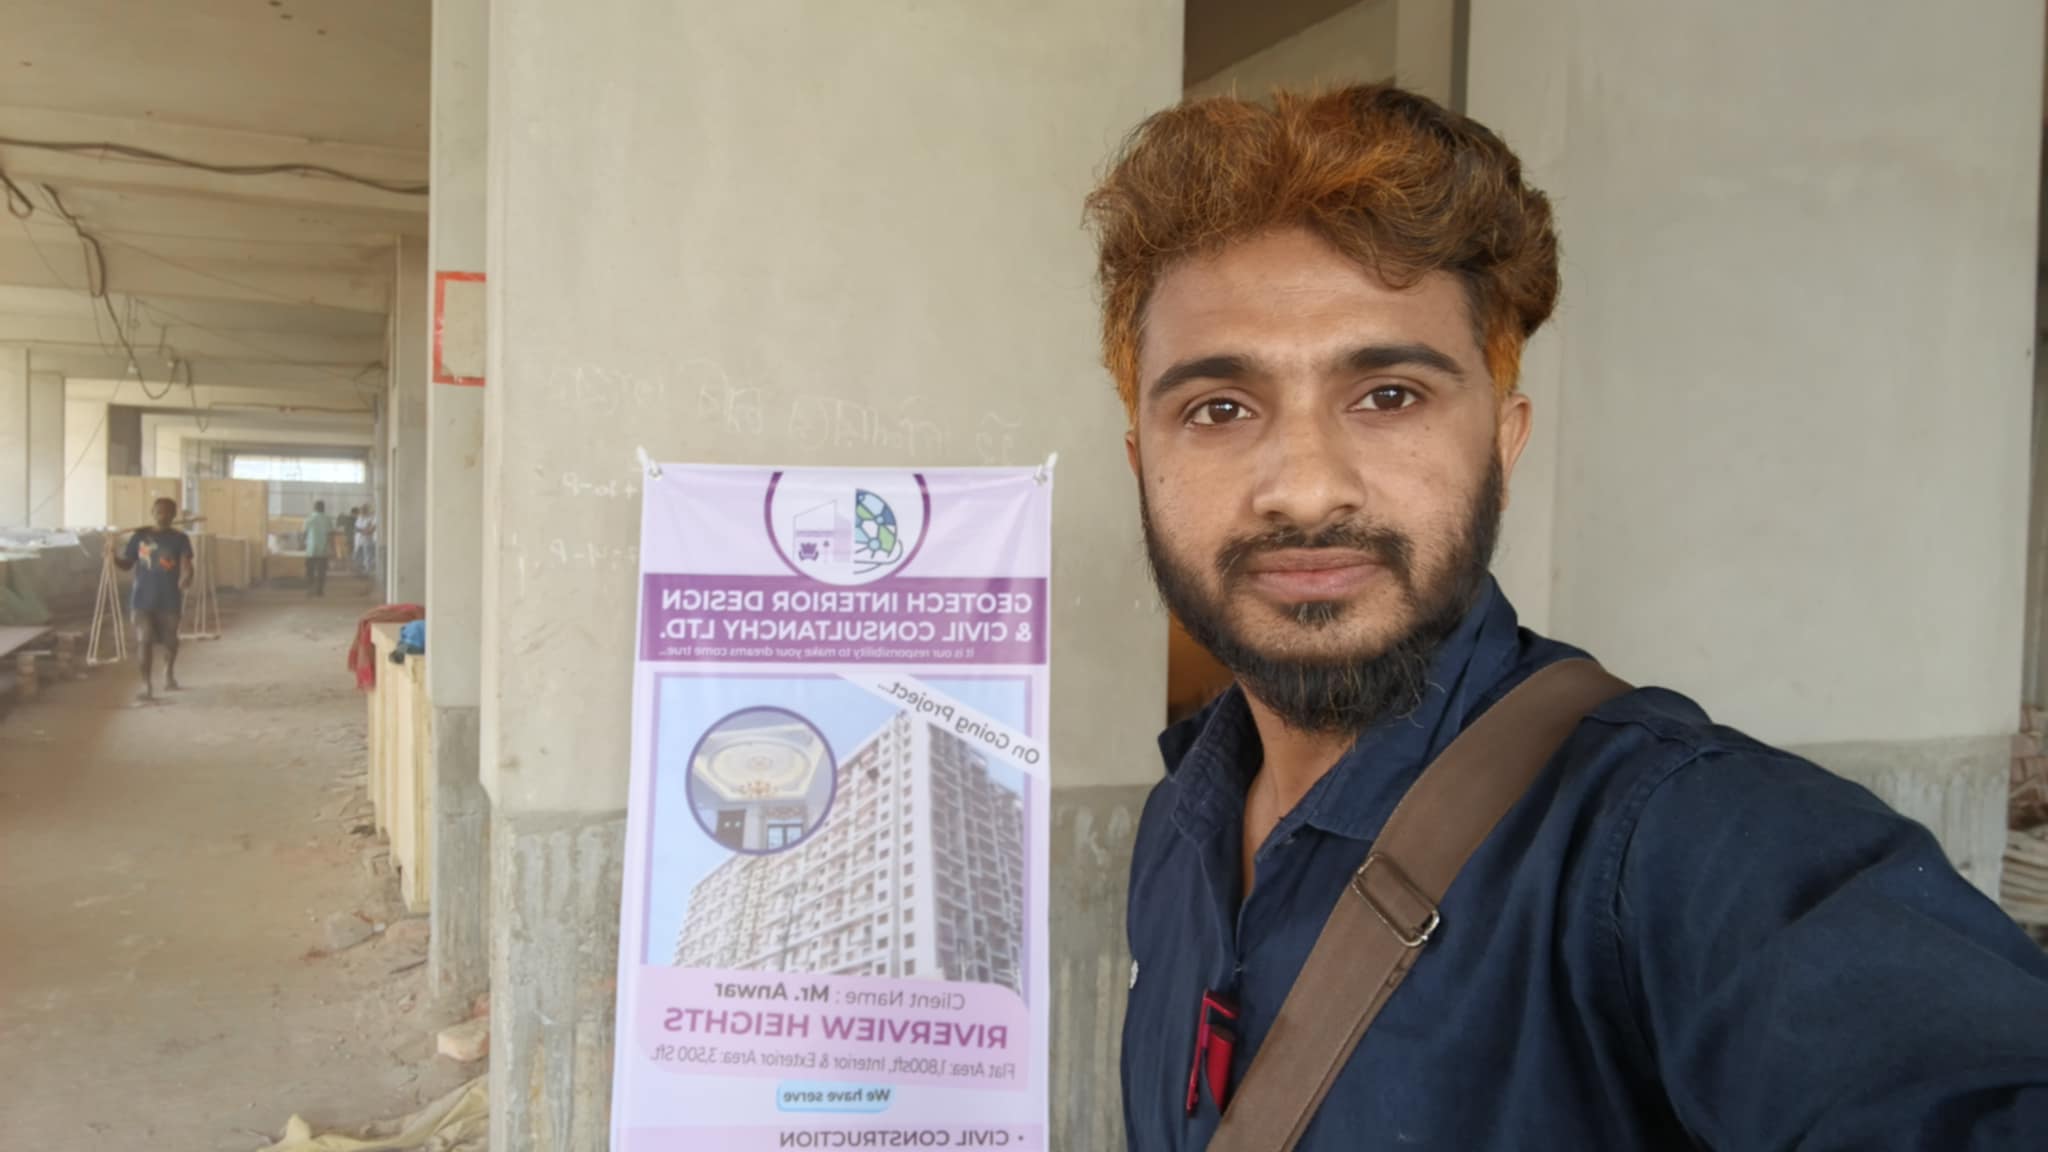 GEOTECH INTERIOR DESIGN
& CIVIL CONSULTANCHY LTD.
It is our responsibility to make your dreams come true...
On Going Project...
Client Name : Mr. Anwar
RIVERVIEW HEIGHTS
Flat Area: 1,800sft, Interior & Exterior Area: 3,500 Sft.
We have serve
• CIVIL CONSTRUCTION